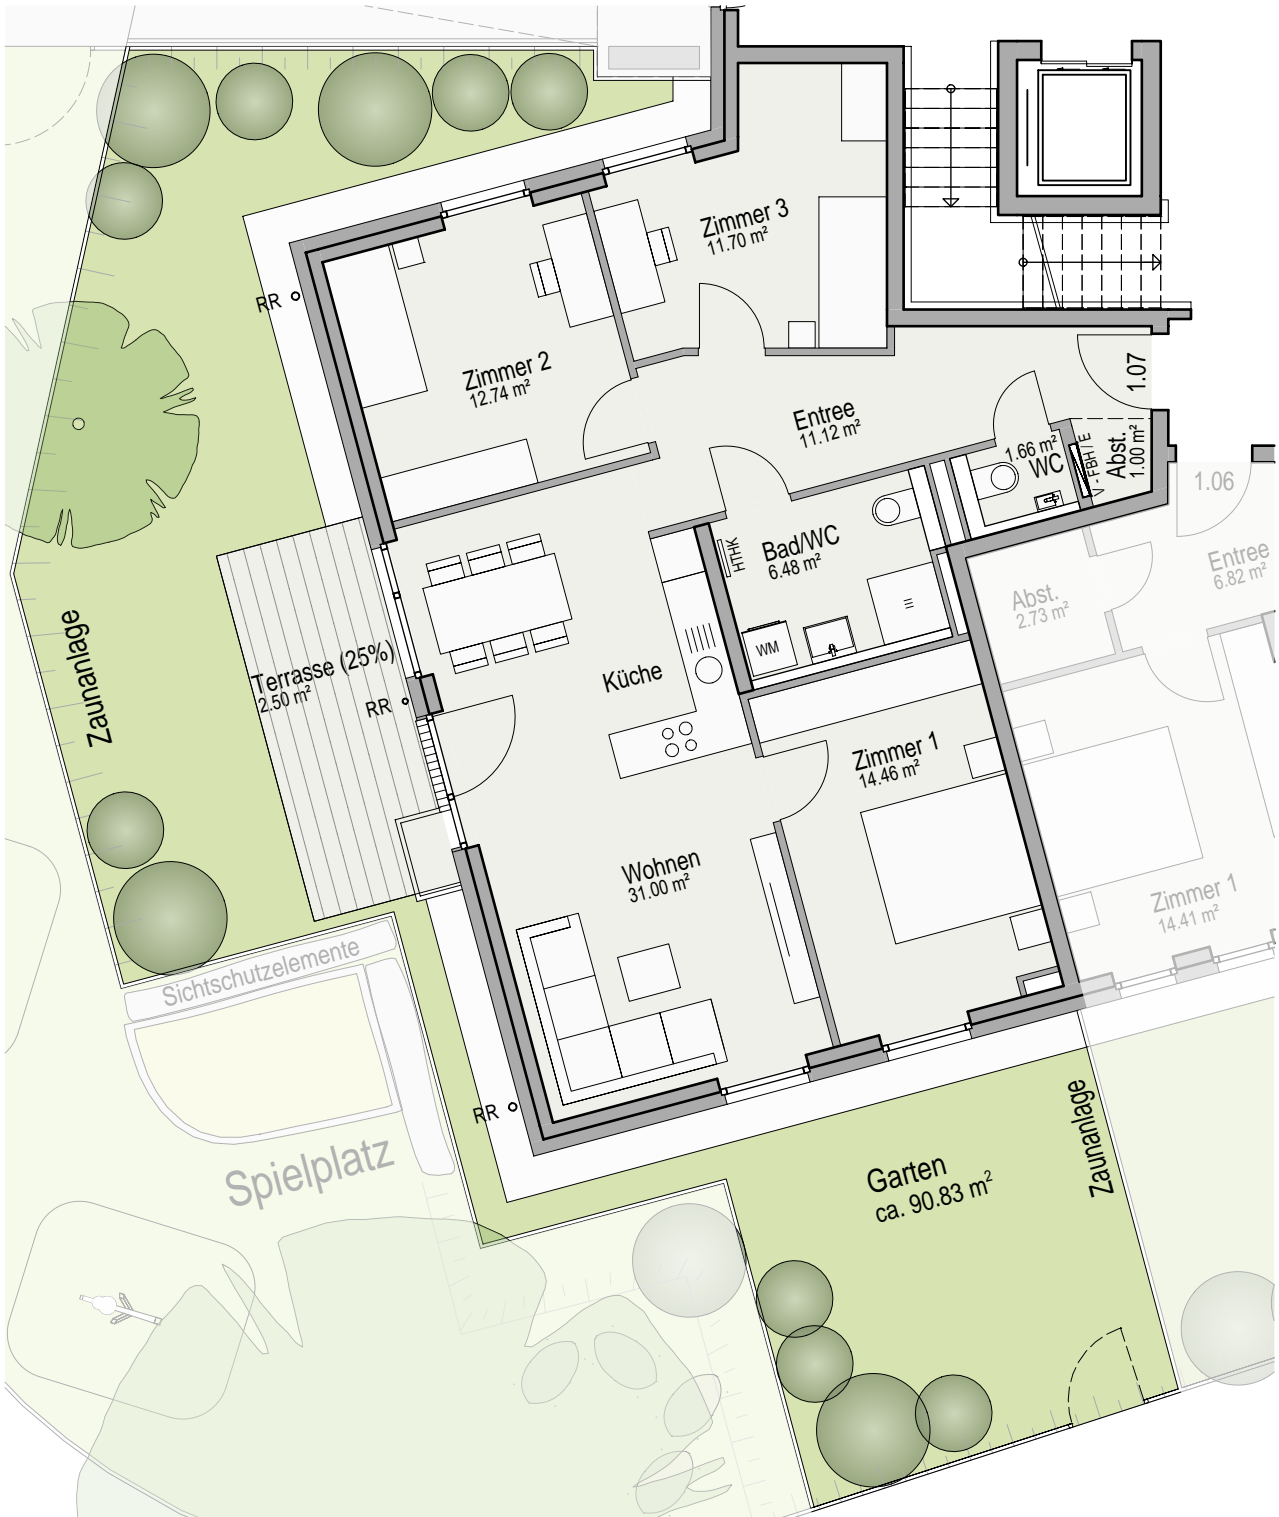 Zimmer 3
11.70 m²
RR
Zimmer 2
12.74 m²
1.07
Entree
11.12 m²
1.66 m²
WC
V - FBH / E
Abst.
1.00 m²
1.06
Bad/WC
6.48 m²
HTHK
Entree
6.82 m²
Abst.
2.73 m²
WM
Zaunanlage
Terrasse (25%)
2.50 m²
RR
Küche
Zimmer 1
14.46 m²
Wohnen
31.00 m²
Zimmer 1
14.41 m²
Sichtschutzelemente
RR
Spielplatz
Garten
ca. 90.83 m²
Zaunanlage